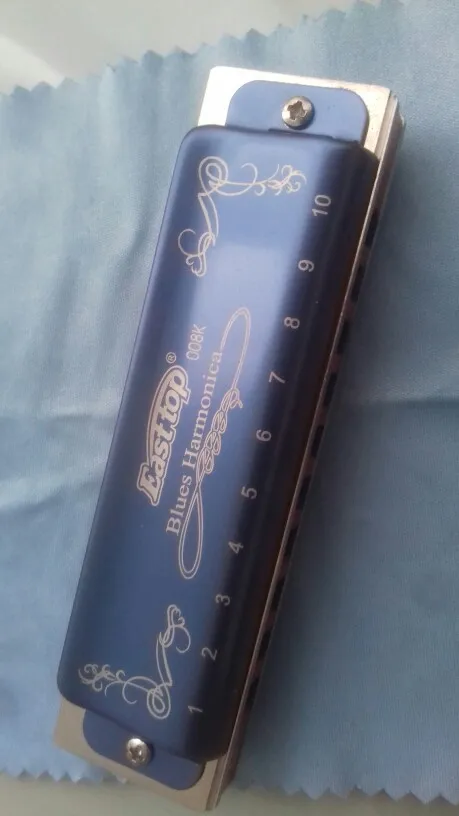 East top® 008K
Blues Harmonica
1 2 3 4 5 6 7 8 9 10